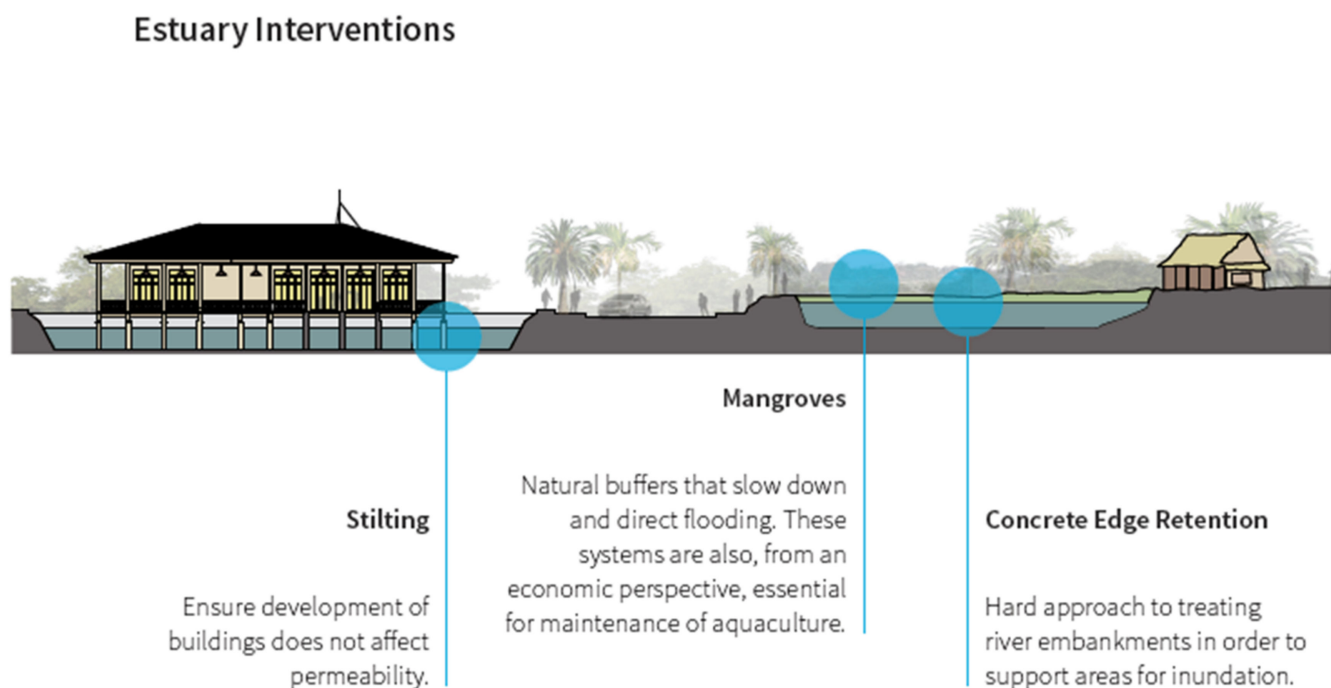 Estuary Interventions
Mangroves
Natural buffers that slow down
and direct flooding. These
systems are also, from an
economic perspective, essential
for maintenance of aquaculture.
Stilting
Ensure development of
buildings does not affect
permeability.
Concrete Edge Retention
Hard approach to treating
river embankments in order to
support areas for inundation.